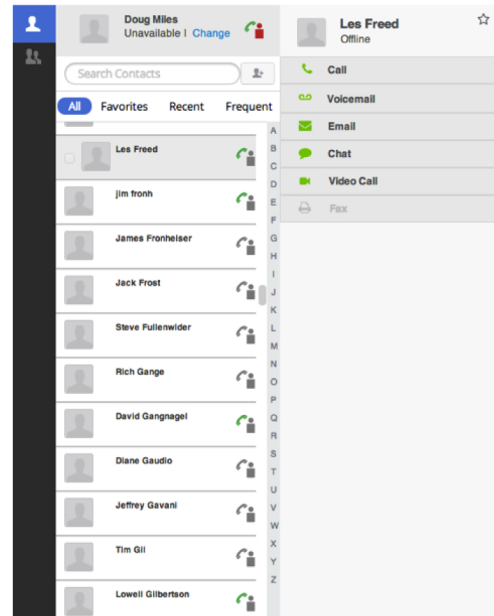 Doug Miles
Unavailable | Change
Search Contacts
All Favorites Recent Frequent
Les Freed
jim fronh
James Fronheiser
Jack Frost
Steve Fullenwider
Rich Gange
David Gangnagel
Diane Gaudio
Jeffrey Gavani
Tim Gil
Lowell Gilbertson
A
B
C
D
E
F
G
H
I
J
K
L
M
N
O
P
Q
R
S
T
U
V
W
X
Y
Z
Les Freed
Offline
Call
Voicemail
Email
Chat
Video Call
Fax